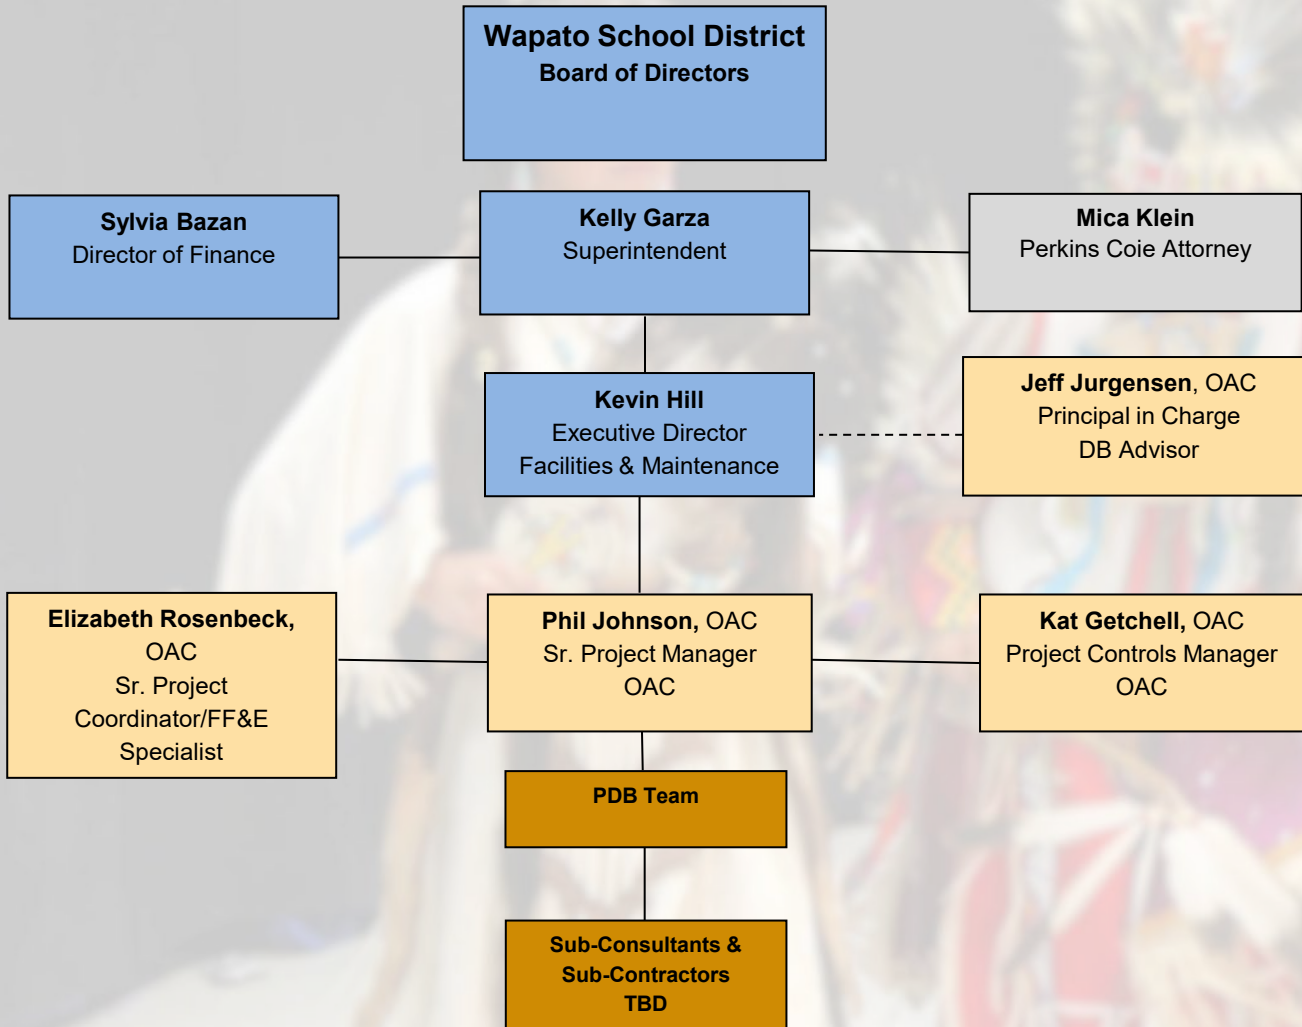 Wapato School District
Board of Directors
Sylvia Bazan
Director of Finance
Kelly Garza
Superintendent
Mica Klein
Perkins Coie Attorney
Kevin Hill
Executive Director
Facilities & Maintenance
Jeff Jurgensen, OAC
Principal in Charge
DB Advisor
Elizabeth Rosenbeck,
OAC
Sr. Project
Coordinator/FF&E
Specialist
Phil Johnson, OAC
Sr. Project Manager
OAC
Kat Getchell, OAC
Project Controls Manager
OAC
PDB Team
Sub-Consultants &
Sub-Contractors
TBD